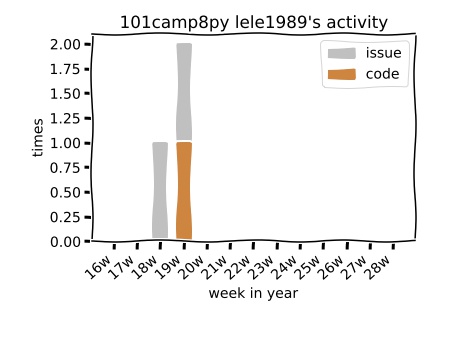 101camp8py lele1989's activity
issue
code
times
2.00
1.75
1.50
1.25
1.00
0.75
0.50
0.25
0.00
16w 17w 18w 19w 20w 21w 22w 23w 24w 25w 26w 27w 28w
week in year